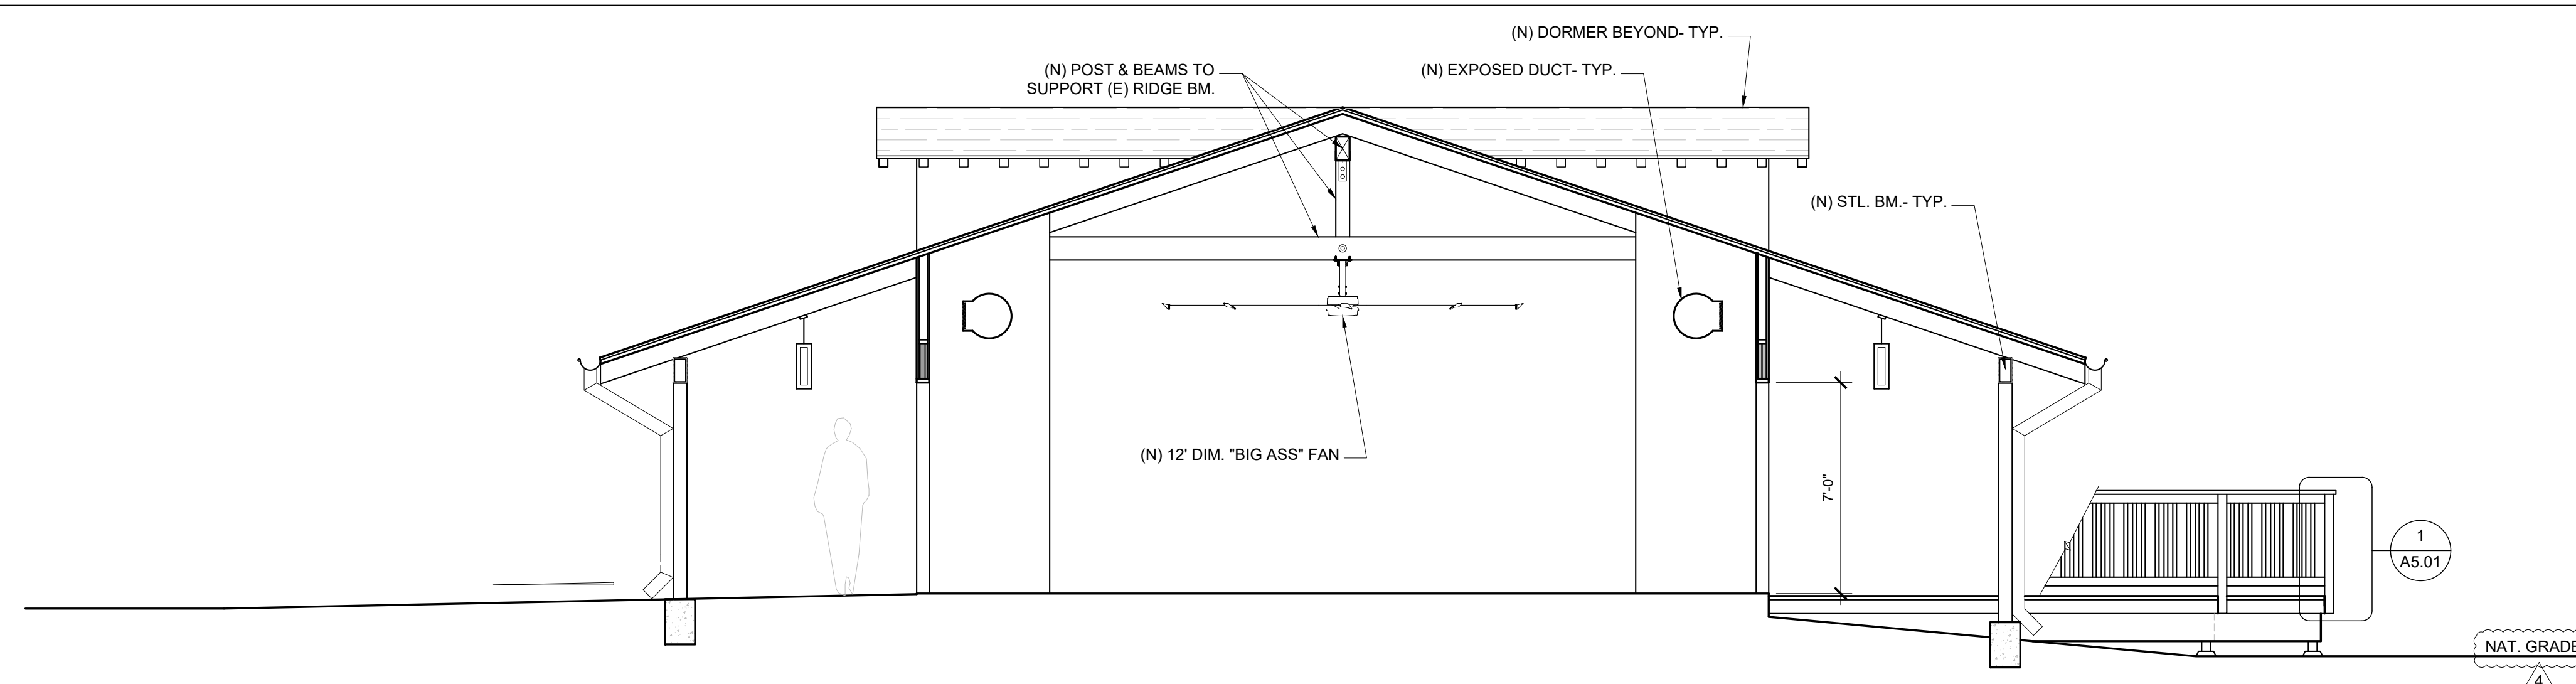 (N) DORMER BEYOND- TYP.
(N) POST & BEAMS TO
SUPPORT (E) RIDGE BM.
(N) EXPOSED DUCT- TYP.
(N) STL. BM.- TYP.
(N) 12' DIM. "BIG ASS" FAN
7'-0"
1
A5.01
NAT. GRADE
4